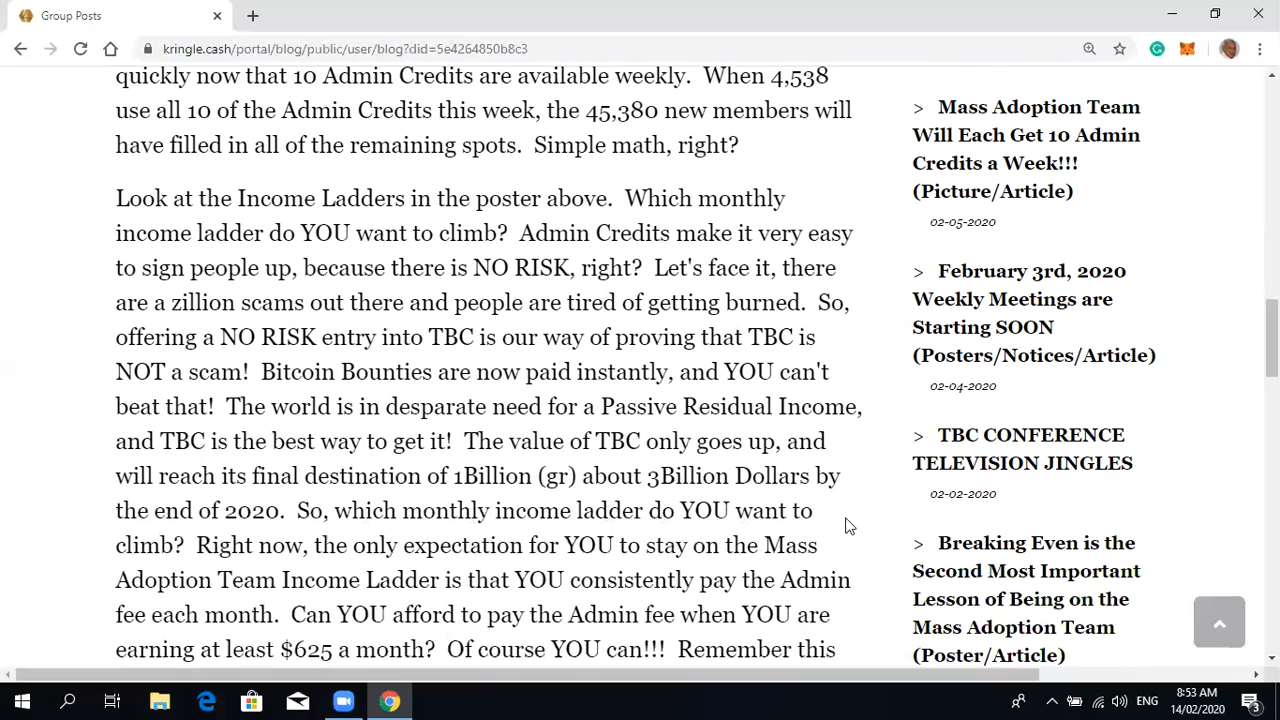 Group Posts
kringle.cash/portal/blog/public/user/blog?did=5e4264850b8c3
quickly now that 10 Admin Credits are available weekly.  When 4,538
use all 10 of the Admin Credits this week, the 45,380 new members will
have filled in all of the remaining spots.  Simple math, right?
Look at the Income Ladders in the poster above.  Which monthly
income ladder do YOU want to climb?  Admin Credits make it very easy
to sign people up, because there is NO RISK, right?  Let's face it, there
are a zillion scams out there and people are tired of getting burned.  So,
offering a NO RISK entry into TBC is our way of proving that TBC is
NOT a scam!  Bitcoin Bounties are now paid instantly, and YOU can't
beat that!  The world is in desparate need for a Passive Residual Income,
and TBC is the best way to get it!  The value of TBC only goes up, and
will reach its final destination of 1Billion (gr) about 3Billion Dollars by
the end of 2020.  So, which monthly income ladder do YOU want to
climb?  Right now, the only expectation for YOU to stay on the Mass
Adoption Team Income Ladder is that YOU consistently pay the Admin
fee each month.  Can YOU afford to pay the Admin fee when YOU are
earning at least $625 a month?  Of course YOU can!!!  Remember this
> Mass Adoption Team
Will Each Get 10 Admin
Credits a Week!!!
(Picture/Article)
02-05-2020
> February 3rd, 2020
Weekly Meetings are
Starting SOON
(Posters/Notices/Article)
02-04-2020
> TBC CONFERENCE
TELEVISION JINGLES
02-02-2020
> Breaking Even is the
Second Most Important
Lesson of Being on the
Mass Adoption Team
(Poster/Article)
ENG
8:53 AM
14/02/2020
3